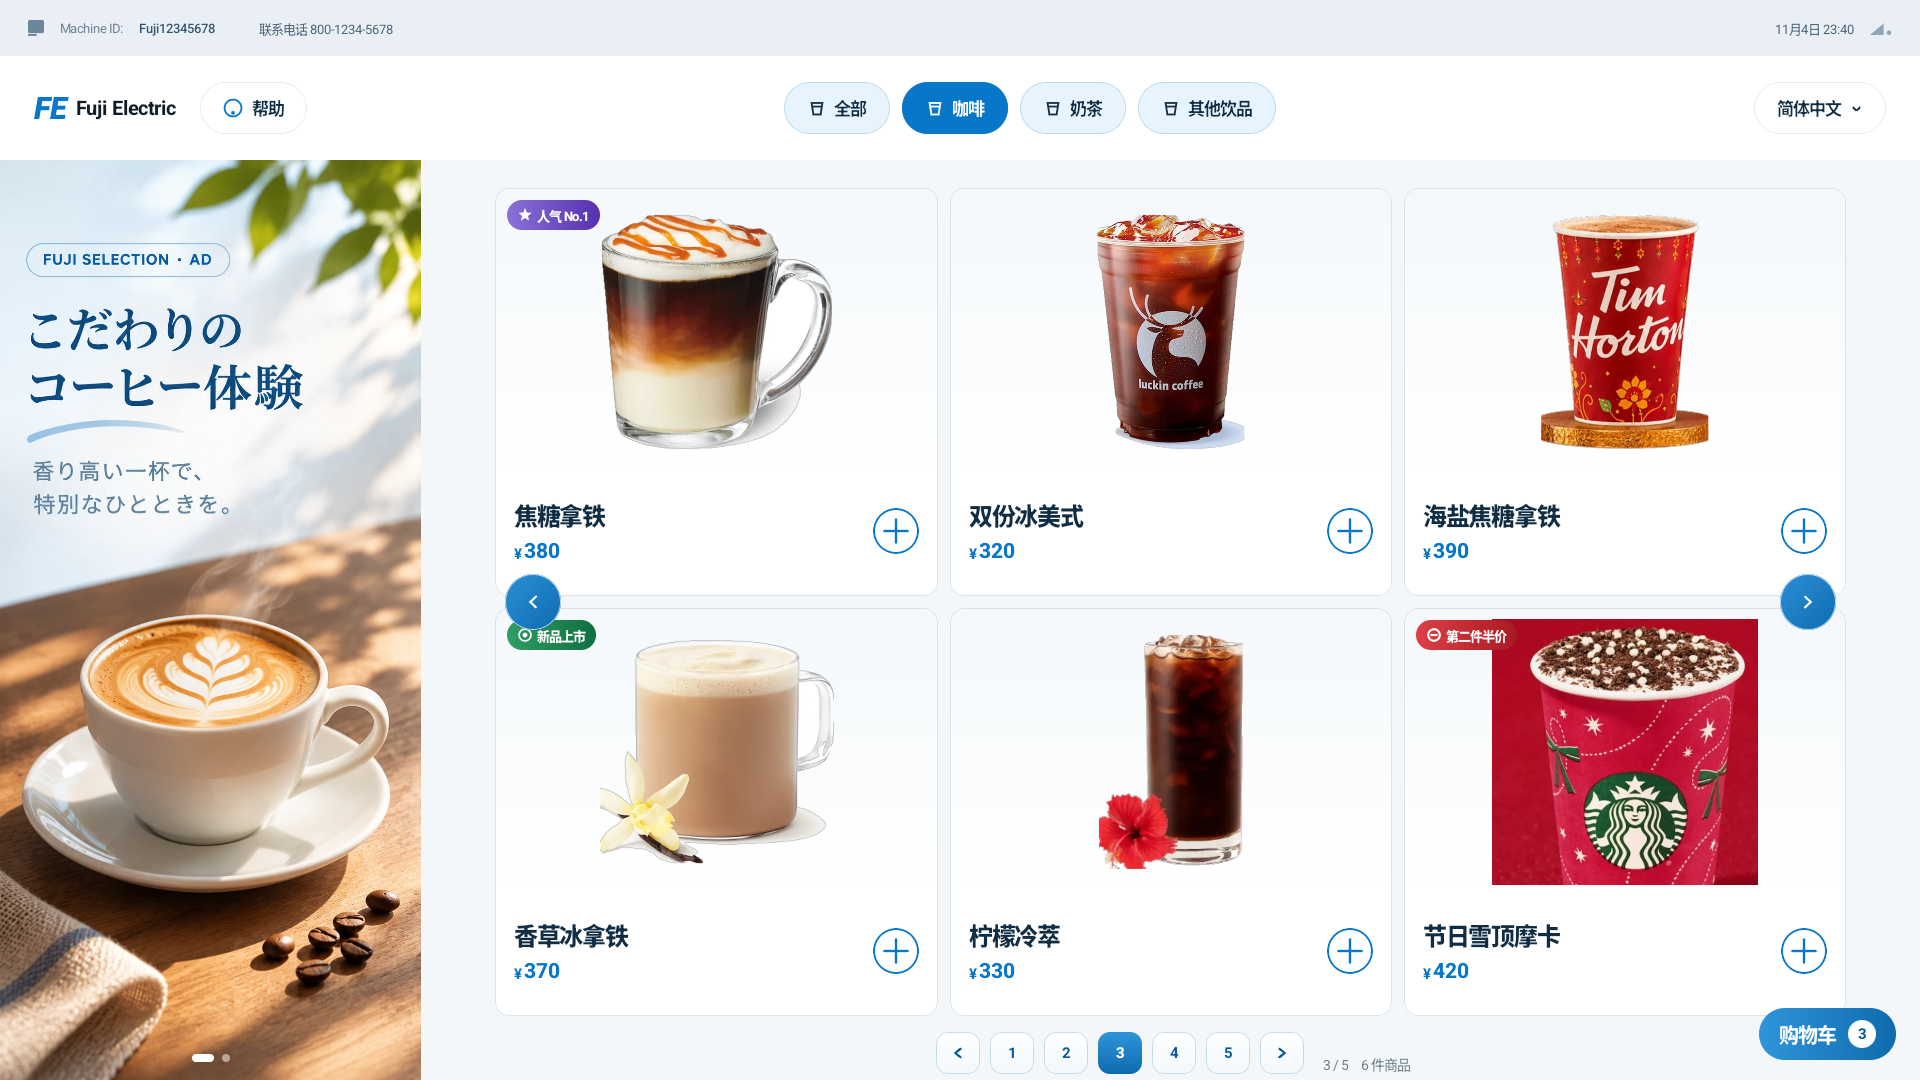 Machine ID: Fuji12345678 联系电话 800-1234-5678 11月4日 23:40
FE Fuji Electric 帮助 全部 咖啡 奶茶 其他饮品 简体中文
FUJI SELECTION・AD
こだわりの
コーヒー体験
香り高い一杯で、
特別なひとときを。
人气 No.1
luckin coffee
Tim
Horton
焦糖拿铁
¥380
双份冰美式
¥320
海盐焦糖拿铁
¥390
新品上市
第二件半价
香草冰拿铁
¥370
柠檬冷萃
¥330
节日雪顶摩卡
¥420
1 2 3 4 5 3 / 5 6 件商品
购物车 3